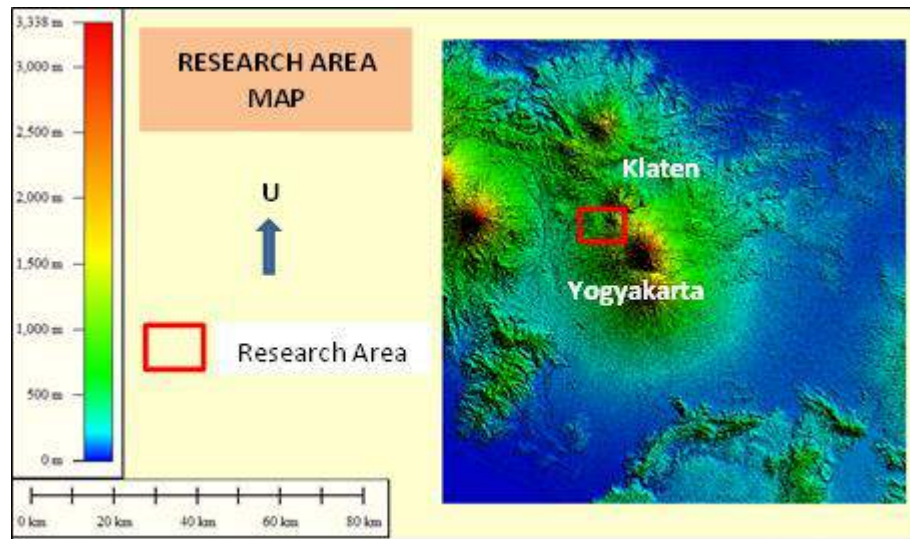 3,338 m
3,000 m
2,500 m
2,000 m
1,500 m
1,000 m
500 m
0 m
RESEARCH AREA
MAP
U
Research Area
0 km 20 km 40 km 60 km 80 km
Klaten
Yogyakarta